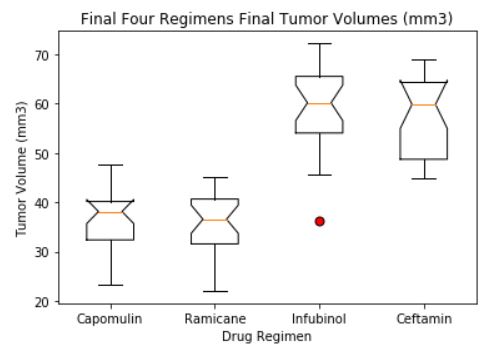 Final Four Regimens Final Tumor Volumes (mm3)
70
60
50
40
30
20
Tumor Volume (mm3)
Capomulin Ramicane Infubinol Ceftamin
Drug Regimen